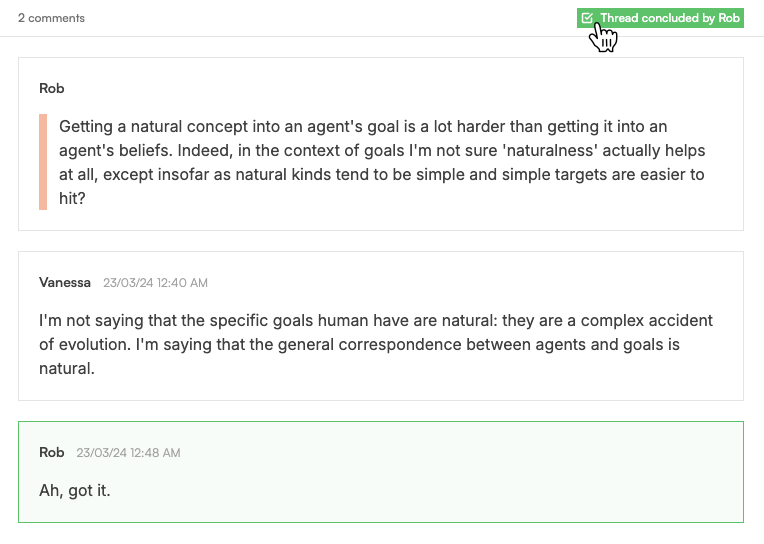 2 comments
Thread concluded by Rob
Rob
Getting a natural concept into an agent's goal is a lot harder than getting it into an
agent's beliefs. Indeed, in the context of goals I'm not sure 'naturalness' actually helps
at all, except insofar as natural kinds tend to be simple and simple targets are easier to
hit?
Vanessa 23/03/24 12:40 AM
I'm not saying that the specific goals human have are natural: they are a complex accident
of evolution. I'm saying that the general correspondence between agents and goals is
natural.
Rob 23/03/24 12:48 AM
Ah, got it.